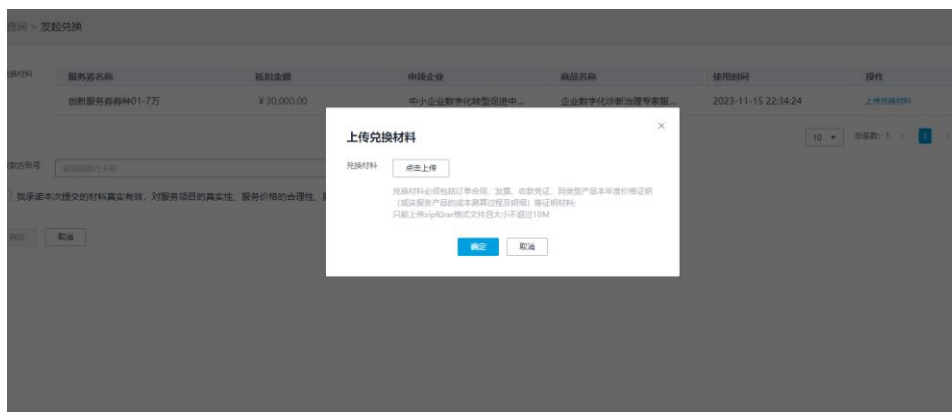 查询 > 发起兑换
兑换材料
服务券名称 抵扣金额 申领企业 商品名称 使用时间 操作
创新服务券券种01-7万 ￥30,000.00 中小企业数字化转型促进中... 企业数字化诊断治理专家服... 2023-11-15 22:34:24 上传兑换材料
10 总条数: 1 < 1 >
收款方账号
我承诺本次提交的材料真实有效、对服务项目的真实性、服务价格的合理性、
确定 取消
上传兑换材料 ×
兑换材料 点击上传
兑换材料必须包括订单合同、发票、收款凭证、同类型产品本年度价格证明
（或该服务产品的成本测算过程及明细）等证明材料;
只能上传zip和rar格式文件且大小不超过10M
确定 取消